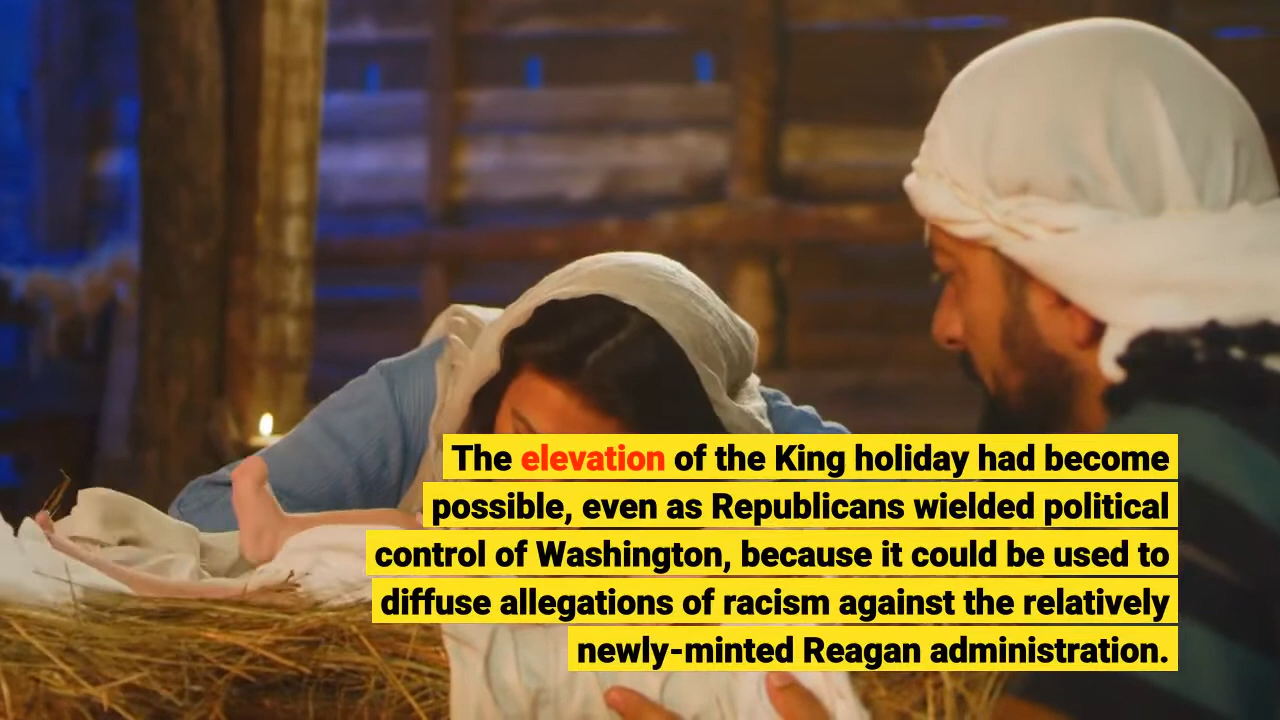 The elevation of the King holiday had become
possible, even as Republicans wielded political
control of Washington, because it could be used to
diffuse allegations of racism against the relatively
newly-minted Reagan administration.